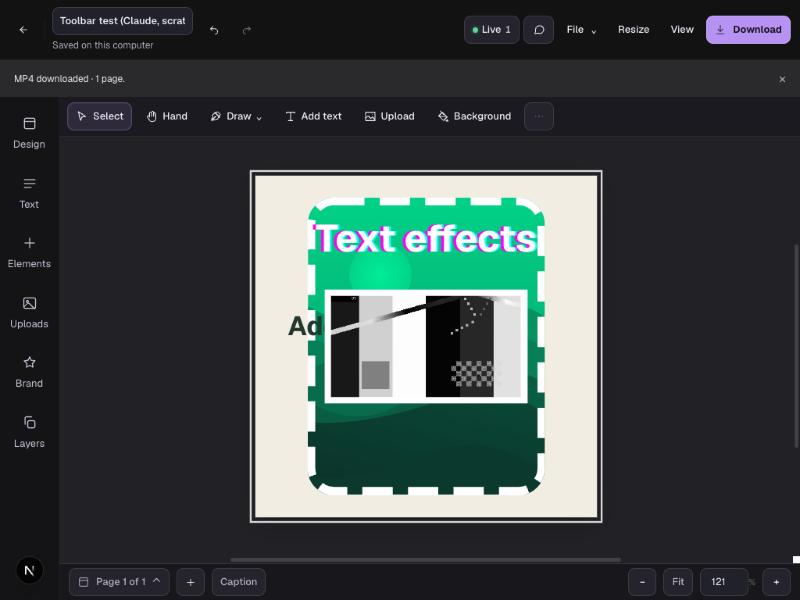 Toolbar test (Claude, scrat
Saved on this computer
Live 1
File
Resize
View
Download
MP4 downloaded · 1 page.
Select
Hand
Draw
Add text
Upload
Background
Design
Text
Elements
Uploads
Brand
Layers
Text effects
Ad
N
Page 1 of 1
Caption
Fit
121
%